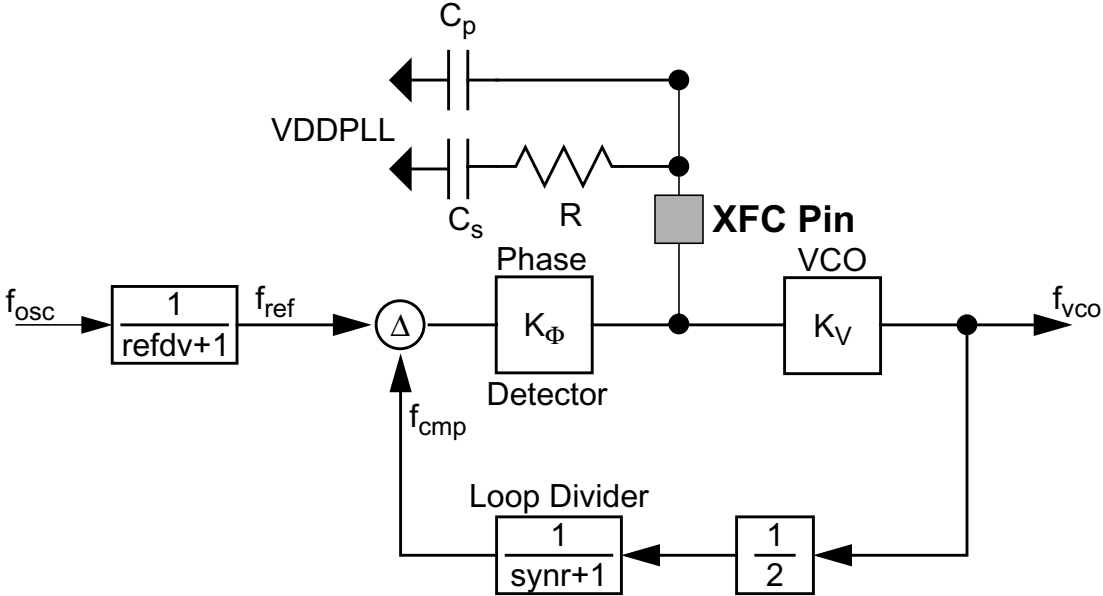 Cp
VDDPLL
Cs
R
XFC Pin
Phase
VCO
fosc
1
refdv+1
fref
Δ
KΦ
KV
fvco
Detector
fcmp
Loop Divider
1
synr+1
1
2